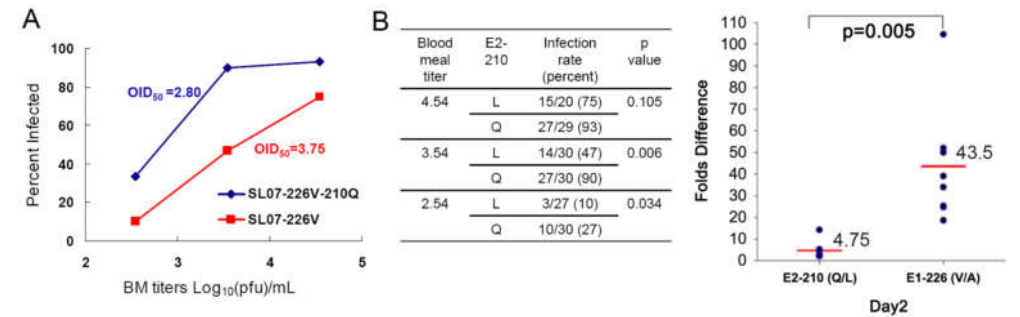 A
100
80
60
40
20
0
2
3
4
5
Percent Infected
BM titers Log10(pfu)/mL
OID50 =2.80
OID50=3.75
SL07-226V-210Q
SL07-226V
B
Blood meal titer E2-210 Infection rate (percent) p value
4.54 L 15/20 (75) 0.105
Q 27/29 (93)
3.54 L 14/30 (47) 0.006
Q 27/30 (90)
2.54 L 3/27 (10) 0.034
Q 10/30 (27)
110
100
90
80
70
60
50
40
30
20
10
0
Folds Difference
p=0.005
4.75
43.5
E2-210 (Q/L)
E1-226 (V/A)
Day2